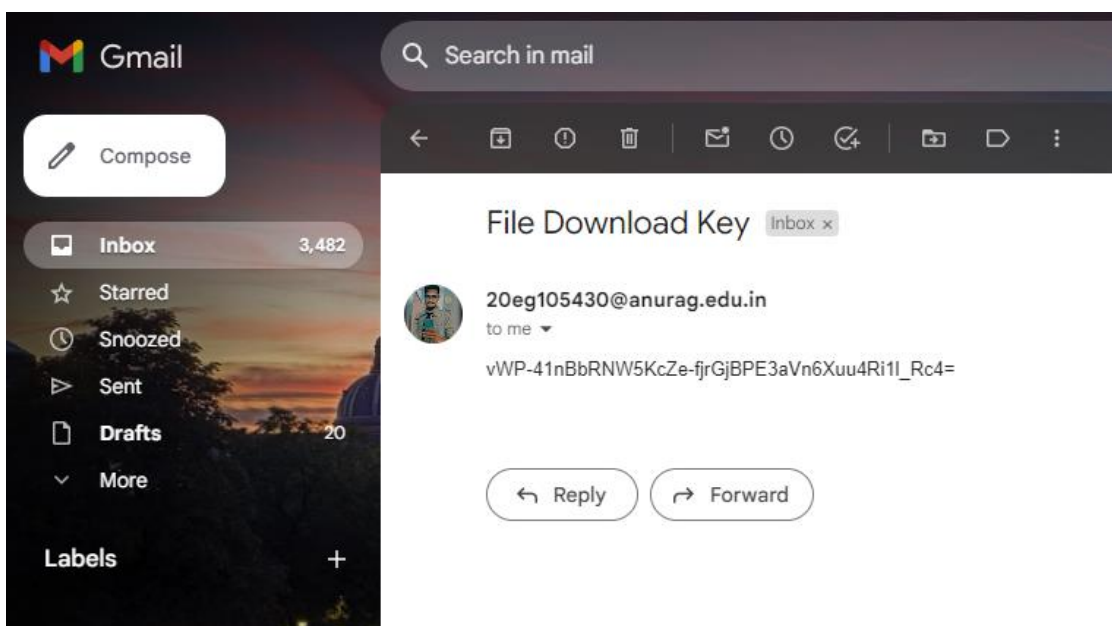 Gmail
Search in mail
Compose
Inbox 3,482
Starred
Snoozed
Sent
Drafts 20
More
Labels +
File Download Key Inbox ×
20eg105430@anurag.edu.in
to me
vWP-41nBbRNW5KcZe-fjrGjBPE3aVn6Xuu4Ri1I_Rc4=
Reply Forward